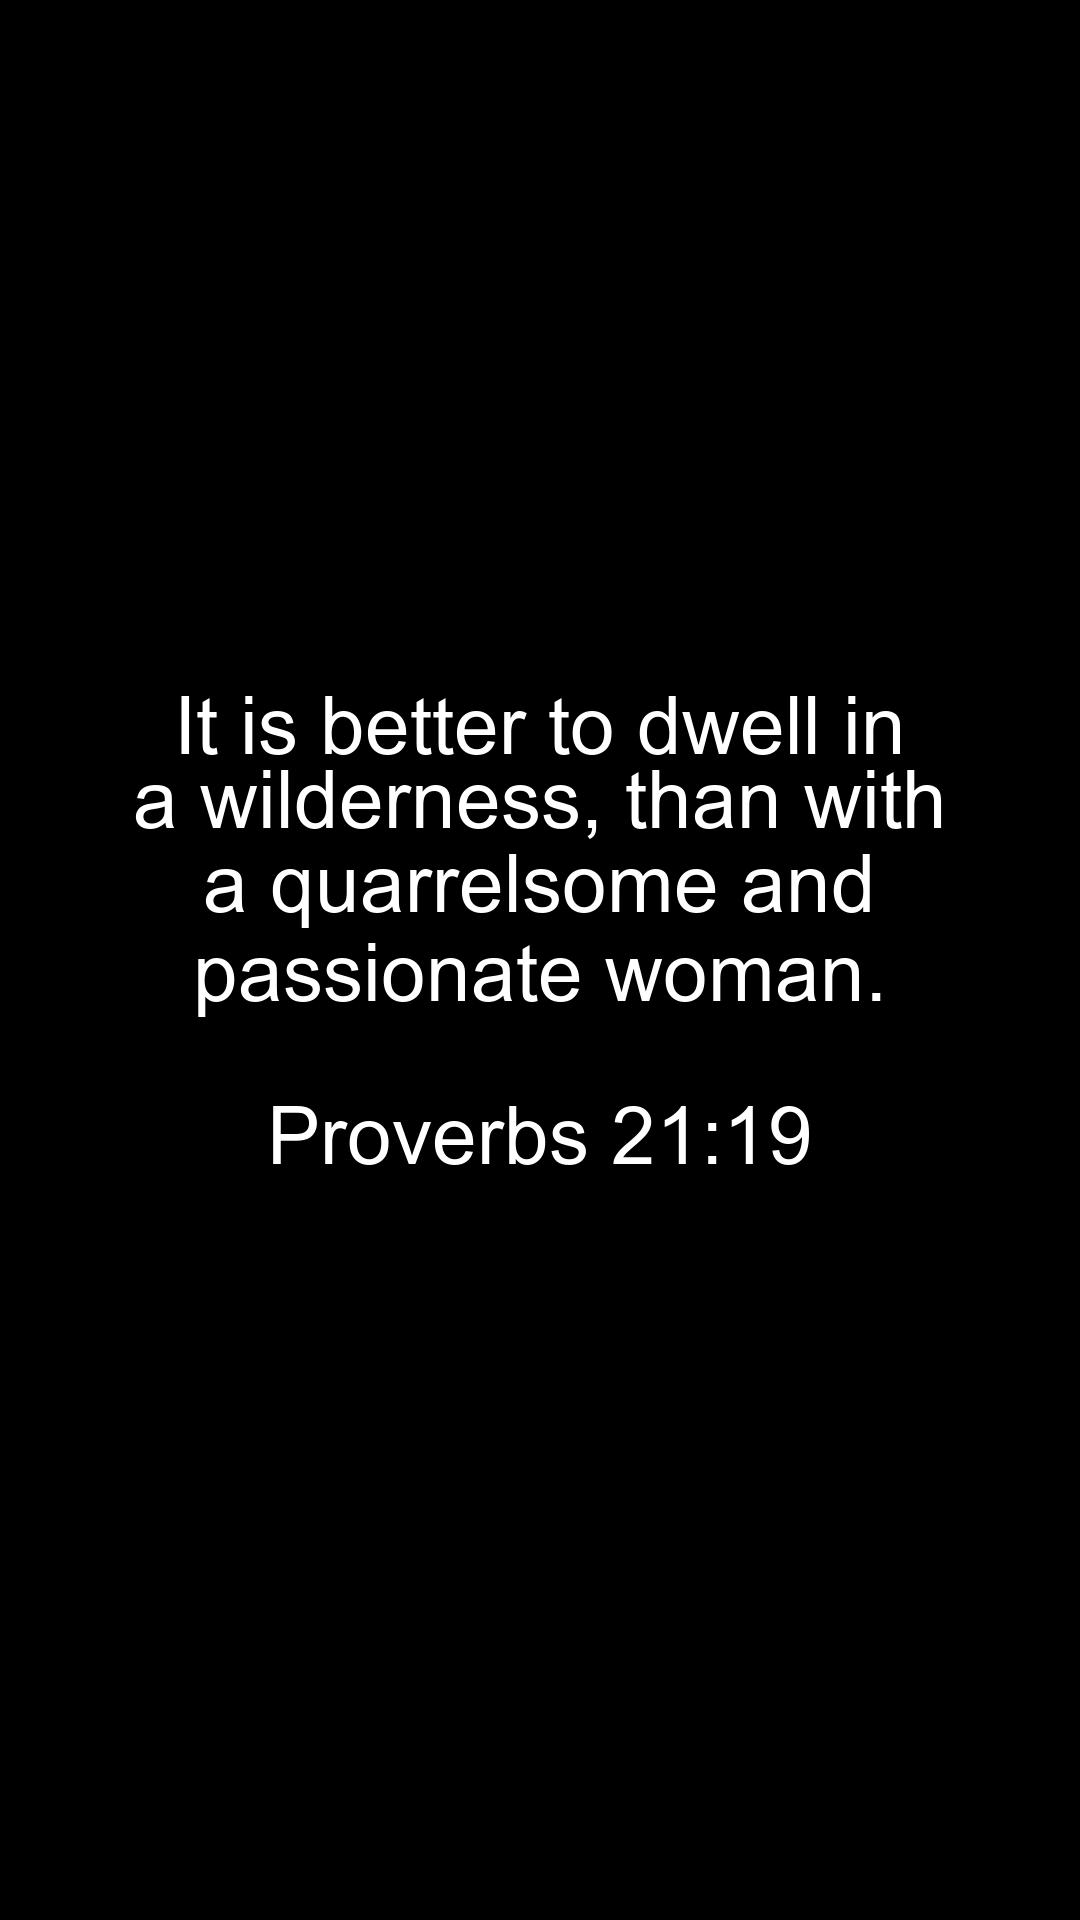 It is better to dwell in
a wilderness, than with
a quarrelsome and
passionate woman.
Proverbs 21:19